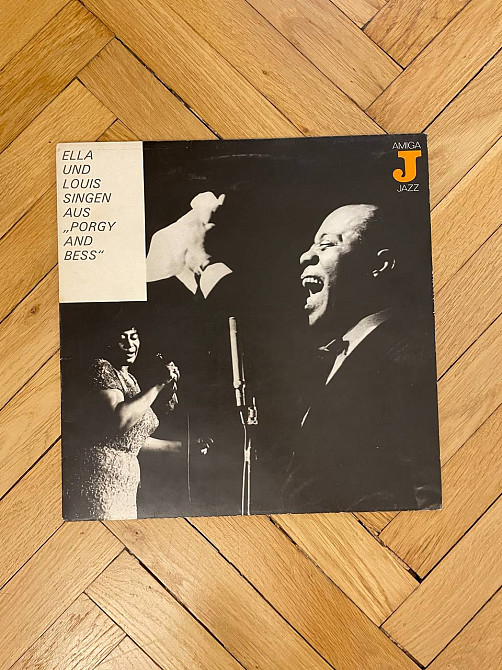 ELLA
UND
LOUIS
SINGEN
AUS
„PORGY
AND
BESS“
AMIGA
J
JAZZ